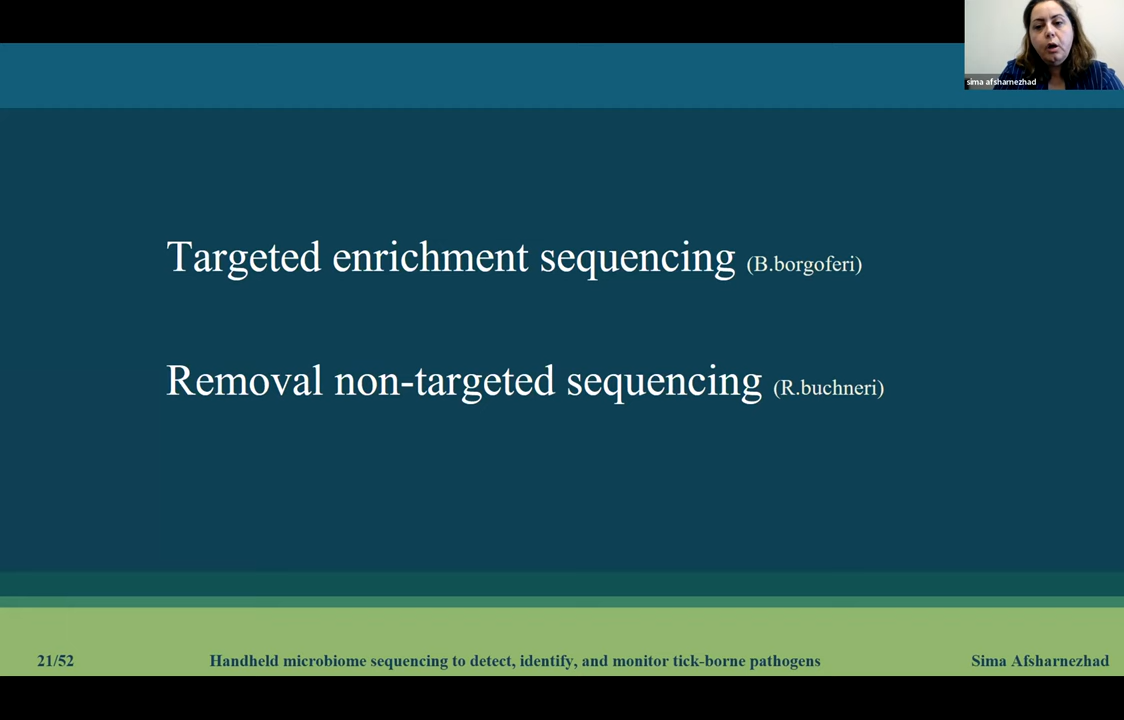 sima afsharnezhad
Targeted enrichment sequencing (B.borgoferi)
Removal non-targeted sequencing (R.buchneri)
21/52 Handheld microbiome sequencing to detect, identify, and monitor tick-borne pathogens Sima Afsharnezhad